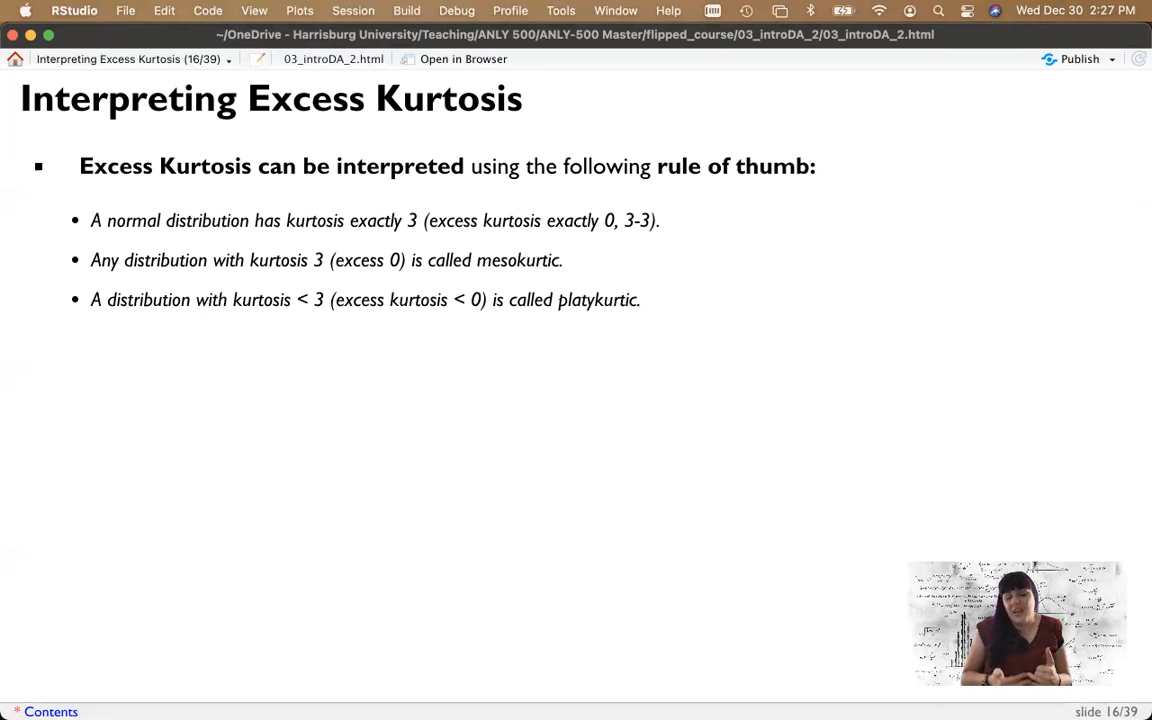 RStudio File Edit Code View Plots Session Build Debug Profile Tools Window Help Wed Dec 30 2:27 PM
~/OneDrive - Harrisburg University/Teaching/ANLY 500/ANLY-500 Master/flipped_course/03_introDA_2/03_introDA_2.html
Interpreting Excess Kurtosis (16/39) 03_introDA_2.html Open in Browser Publish
Interpreting Excess Kurtosis
Excess Kurtosis can be interpreted using the following rule of thumb:
• A normal distribution has kurtosis exactly 3 (excess kurtosis exactly 0, 3-3).
• Any distribution with kurtosis 3 (excess 0) is called mesokurtic.
• A distribution with kurtosis < 3 (excess kurtosis < 0) is called platykurtic.
* Contents slide 16/39